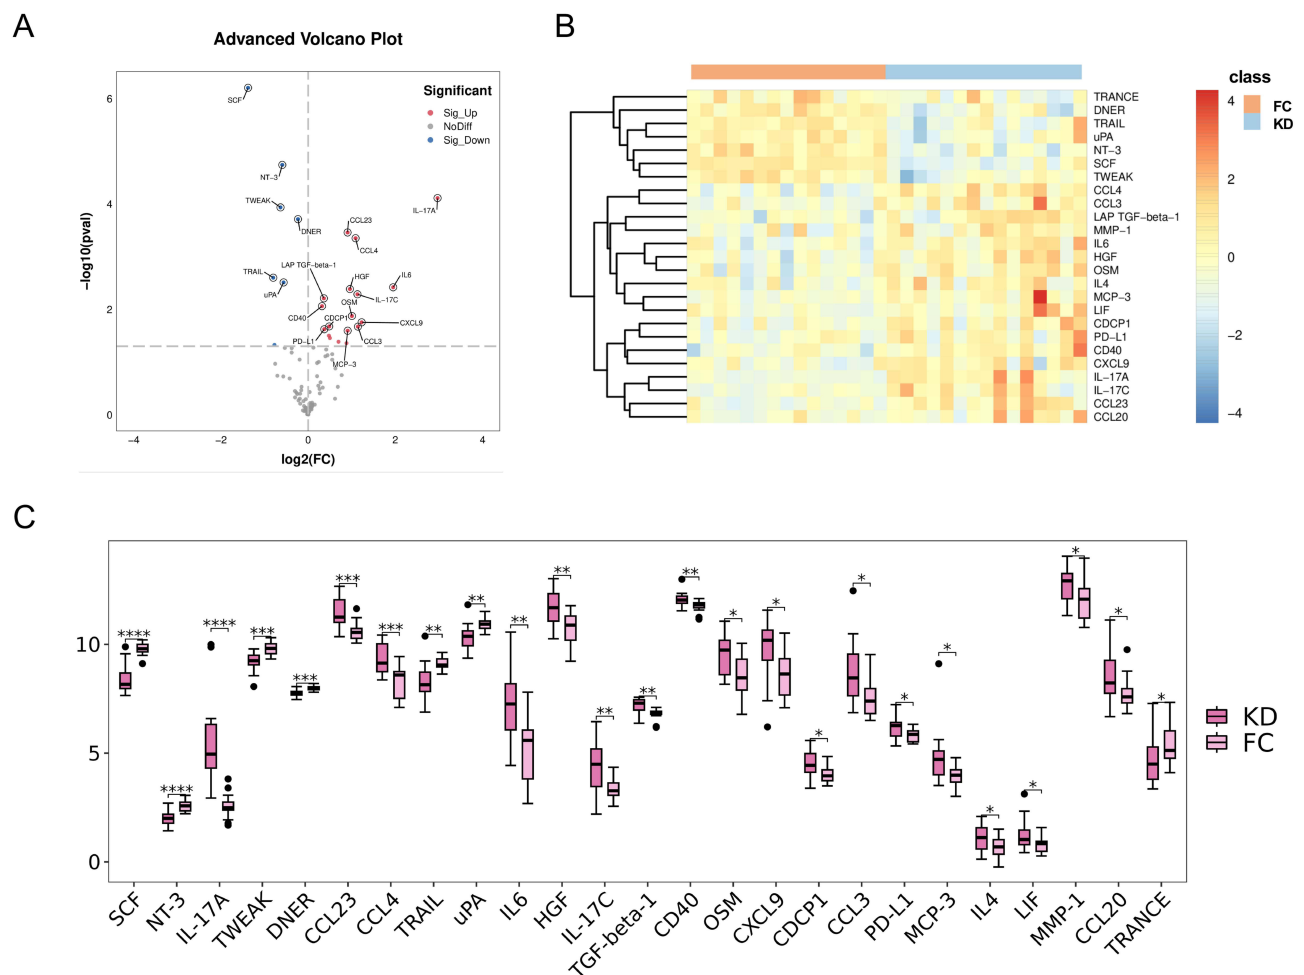 A
Advanced Volcano Plot
−log10(pval)
6
4
2
0
−4
−2
0
2
4
log2(FC)
Significant
Sig_Up
NoDiff
Sig_Down
SCF
NT−3
TWEAK
DNER
IL−17A
CCL23
CCL4
LAP TGF−beta−1
TRAIL
uPA
HGF
IL6
IL−17C
OSM
CD40
CDCP1
CXCL9
PD−L1
CCL3
MCP−3
B
TRANCE
DNER
TRAIL
uPA
NT−3
SCF
TWEAK
CCL4
CCL3
LAP TGF−beta−1
MMP−1
IL6
HGF
OSM
IL4
MCP−3
LIF
CDCP1
PD−L1
CD40
CXCL9
IL−17A
IL−17C
CCL23
CCL20
4
2
0
−2
−4
class
FC
KD
C
10
5
0
****
****
****
***
***
***
***
**
**
**
**
**
**
**
*
*
*
*
*
*
*
*
*
*
*
SCF
NT-3
IL-17A
TWEAK
DNER
CCL23
CCL4
TRAIL
uPA
IL6
HGF
IL-17C
TGF-beta-1
CD40
OSM
CXCL9
CDCP1
CCL3
PD-L1
MCP-3
IL4
LIF
MMP-1
CCL20
TRANCE
KD
FC